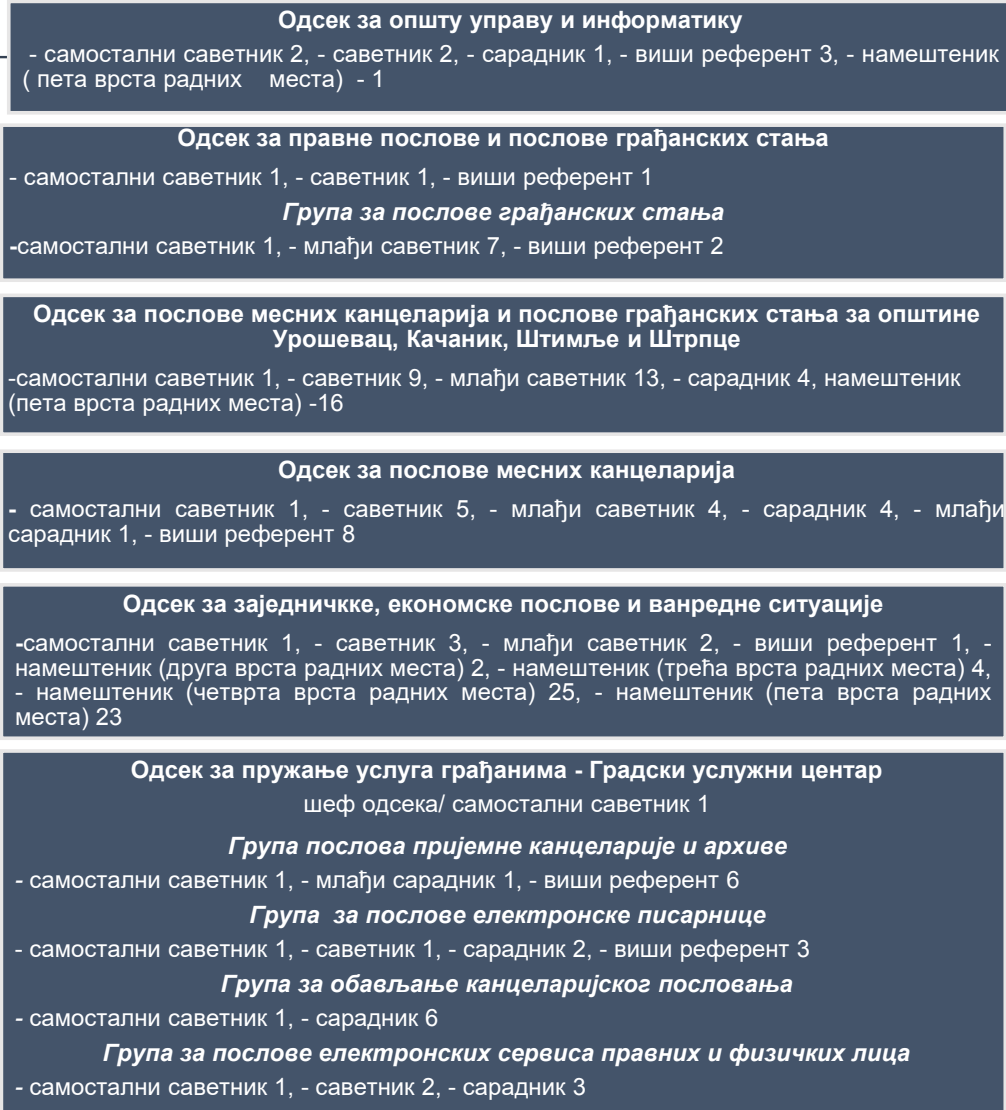 Одсек за општу управу и информатику
- самостални саветник 2, - саветник 2, - сарадник 1, - виши референт 3, - намештеник
( пета врста радних места) - 1
Одсек за правне послове и послове грађанских стања
- самостални саветник 1, - саветник 1, - виши референт 1
Група за послове грађанских стања
-самостални саветник 1, - млађи саветник 7, - виши референт 2
Одсек за послове месних канцеларија и послове грађанских стања за општине
Урошевац, Качаник, Штимље и Штрпце
-самостални саветник 1, - саветник 9, - млађи саветник 13, - сарадник 4, намештеник
(пета врста радних места) -16
Одсек за послове месних канцеларија
- самостални саветник 1, - саветник 5, - млађи саветник 4, - сарадник 4, - млађи
сарадник 1, - виши референт 8
Одсек за заједничкке, економске послове и ванредне ситуације
-самостални саветник 1, - саветник 3, - млађи саветник 2, - виши референт 1, -
намештеник (друга врста радних места) 2, - намештеник (трећа врста радних места) 4,
- намештеник (четврта врста радних места) 25, - намештеник (пета врста радних
места) 23
Одсек за пружање услуга грађанима - Градски услужни центар
шеф одсека/ самостални саветник 1
Група послова пријемне канцеларије и архиве
- самостални саветник 1, - млађи сарадник 1, - виши референт 6
Група за послове електронске писарнице
- самостални саветник 1, - саветник 1, - сарадник 2, - виши референт 3
Група за обављање канцеларијског пословања
- самостални саветник 1, - сарадник 6
Група за послове електронских сервиса правних и физичких лица
- самостални саветник 1, - саветник 2, - сарадник 3